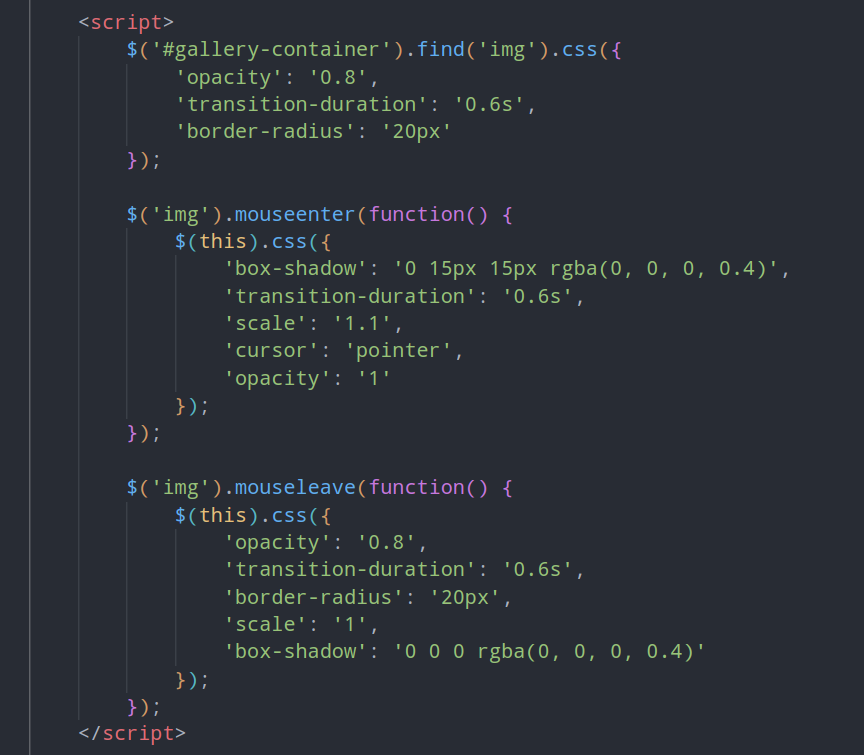 <script>
$('#gallery-container').find('img').css({
'opacity': '0.8',
'transition-duration': '0.6s',
'border-radius': '20px'
});
$('img').mouseenter(function() {
$(this).css({
'box-shadow': '0 15px 15px rgba(0, 0, 0, 0.4)',
'transition-duration': '0.6s',
'scale': '1.1',
'cursor': 'pointer',
'opacity': '1'
});
});
$('img').mouseleave(function() {
$(this).css({
'opacity': '0.8',
'transition-duration': '0.6s',
'border-radius': '20px',
'scale': '1',
'box-shadow': '0 0 0 rgba(0, 0, 0, 0.4)'
});
});
</script>